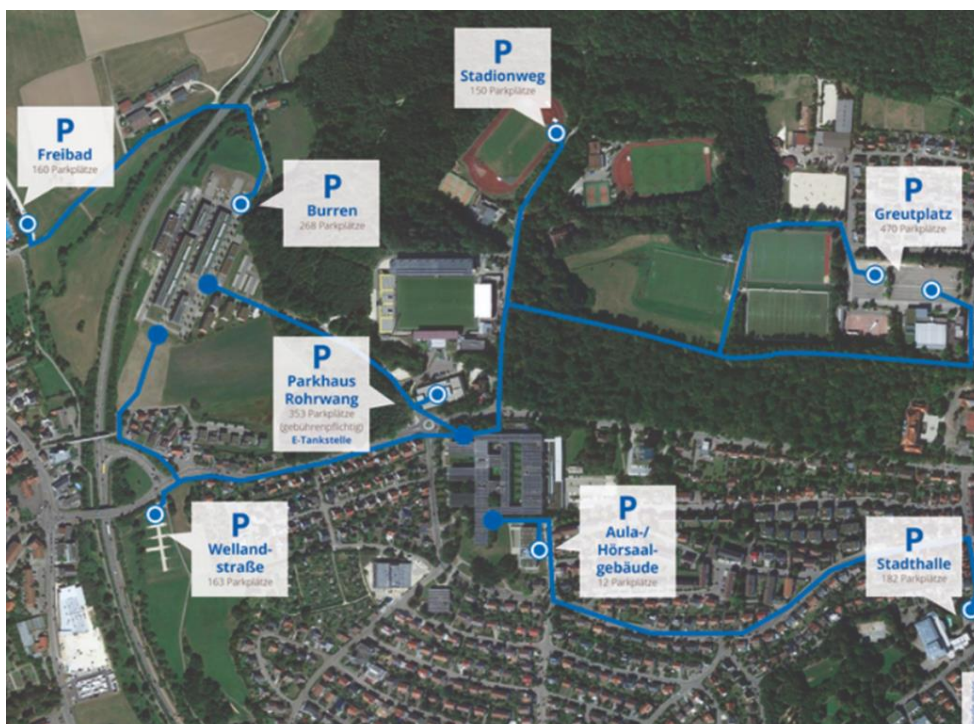 P
Stadionweg
150 Parkplätze
P
Freibad
160 Parkplätze
P
Burren
268 Parkplätze
P
Greutplatz
470 Parkplätze
P
Parkhaus
Rohrwang
353 Parkplätze
(gebührenpflichtig)
E-Tankstelle
P
Welland-
straße
163 Parkplätze
P
Aula-/
Hörsaal-
gebäude
12 Parkplätze
P
Stadthalle
182 Parkplätze